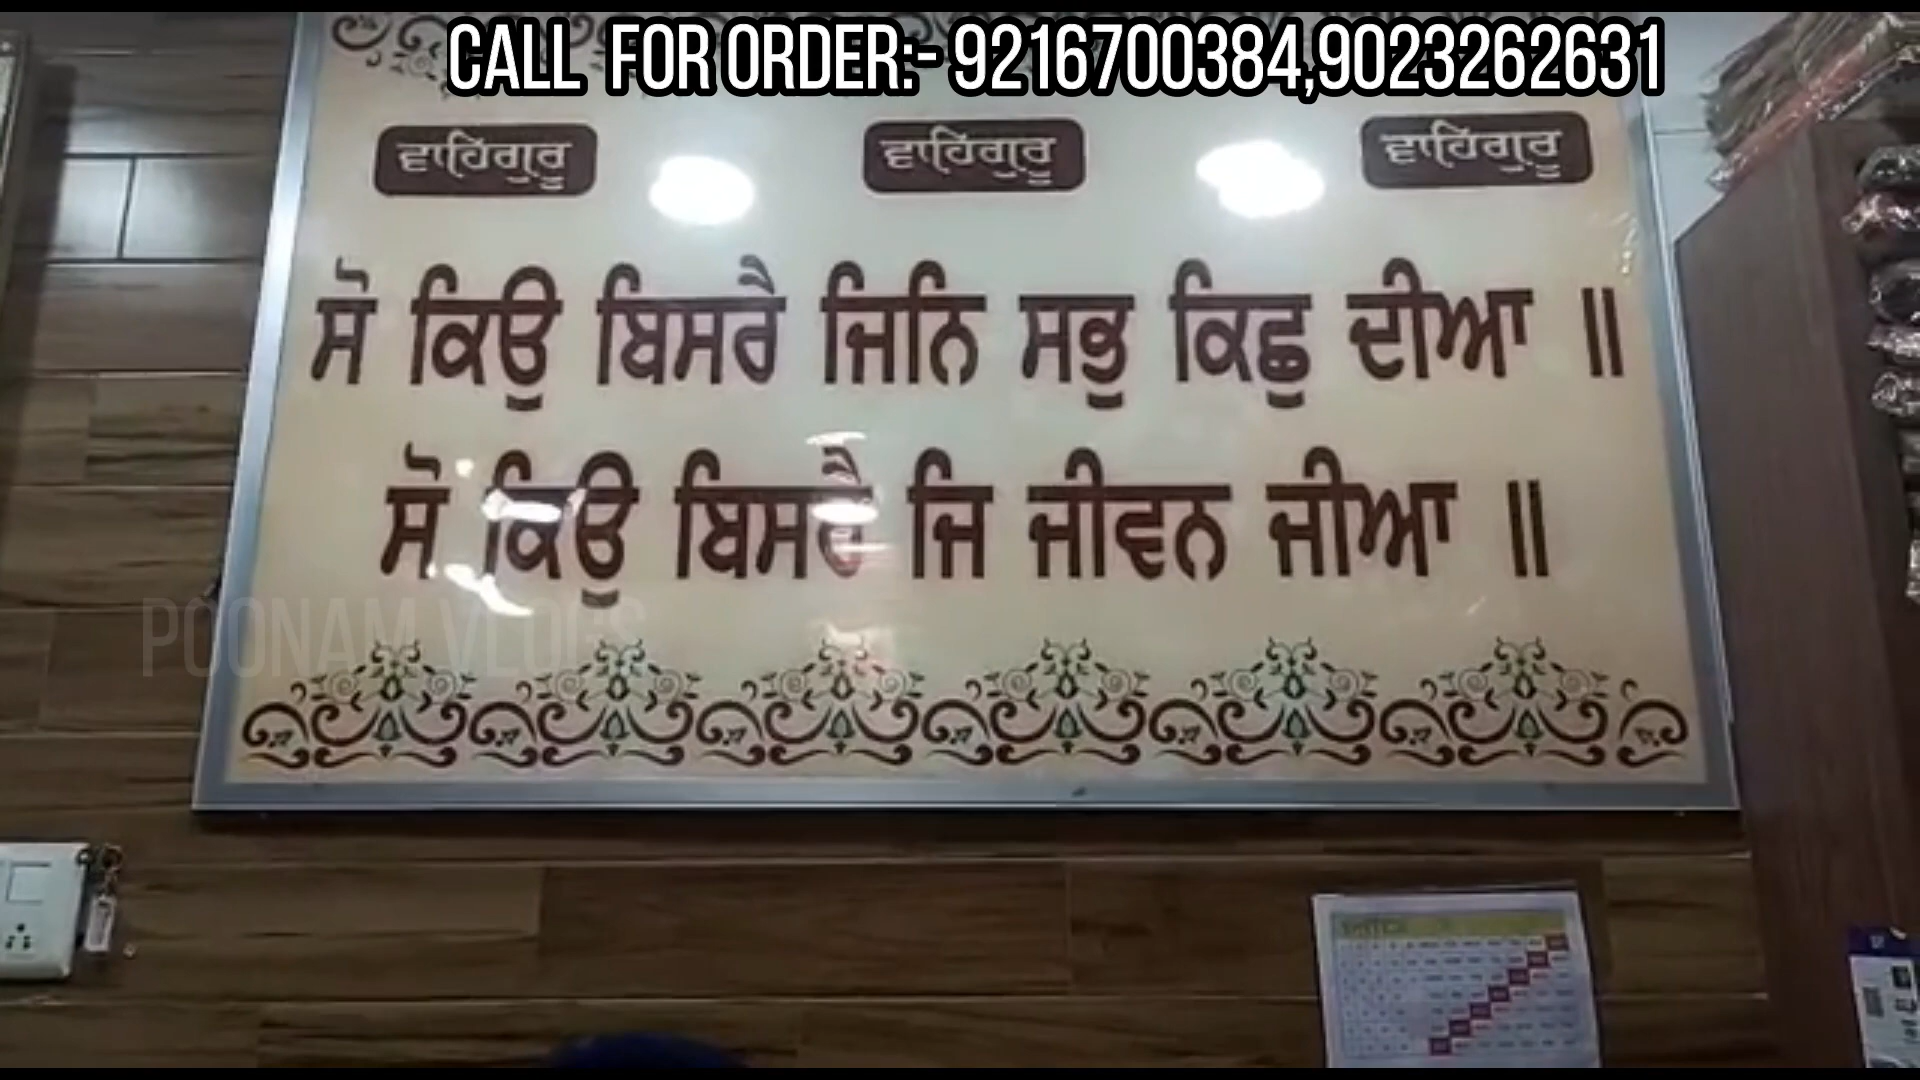 CALL FOR ORDER:- 9216700384,9023262631
ਵਾਹਿਗੁਰੂ ਵਾਹਿਗੁਰੂ ਵਾਹਿਗੁਰੂ
ਸੋ ਕਿਉ ਬਿਸਰੈ ਜਿਨਿ ਸਭੁ ਕਿਛੁ ਦੀਆ ॥
ਸੋ ਕਿਉ ਬਿਸਰੈ ਜਿ ਜੀਵਨ ਜੀਆ ॥
POONAM VLOGS